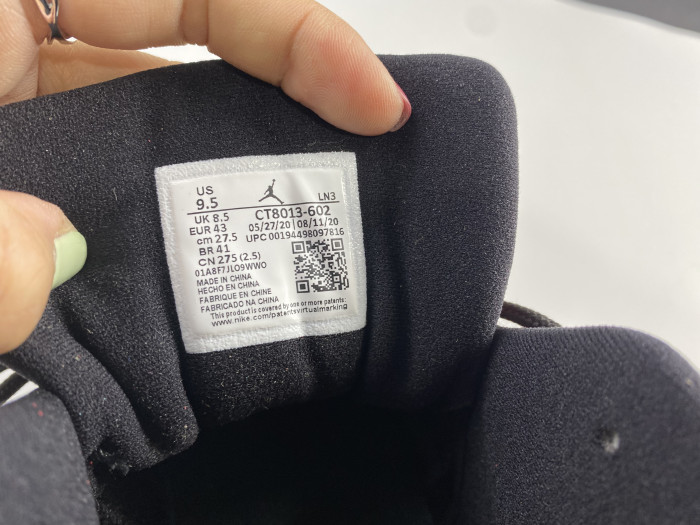 US
9.5
LN3
UK 8.5
CT8013-602
EUR 43
05/27/20 08/11/20
cm 27.5
UPC 00194498097816
BR 41
CN 275 (2.5)
01A8F7JLO9WWO
MADE IN CHINA
HECHO EN CHINA
FABRIQUE EN CHINE
FABRICADO NA CHINA
This product is covered by one or more patents:
www.nike.com/patentsvirtualmarking